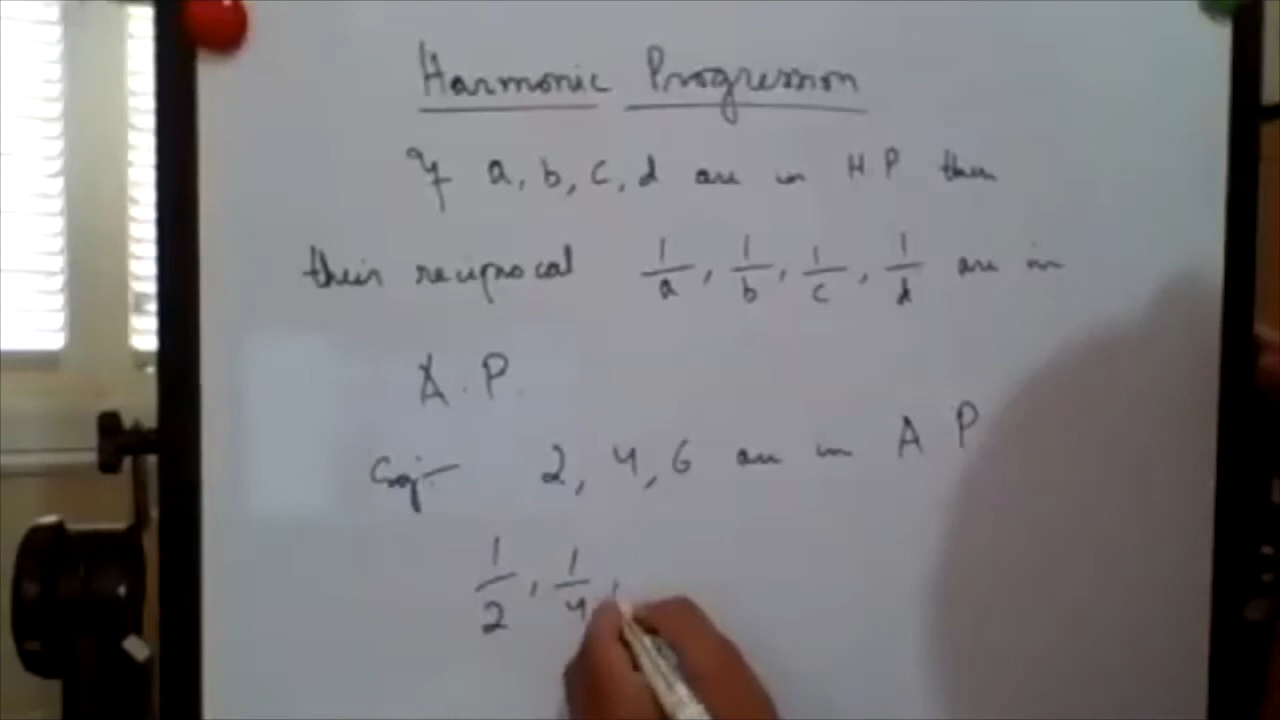 Harmonic Progression
If a, b, c, d are in H.P then
their reciprocal 1/a, 1/b, 1/c, 1/d are in
A.P.
Eg:- 2, 4, 6 are in A P
1/2, 1/4,